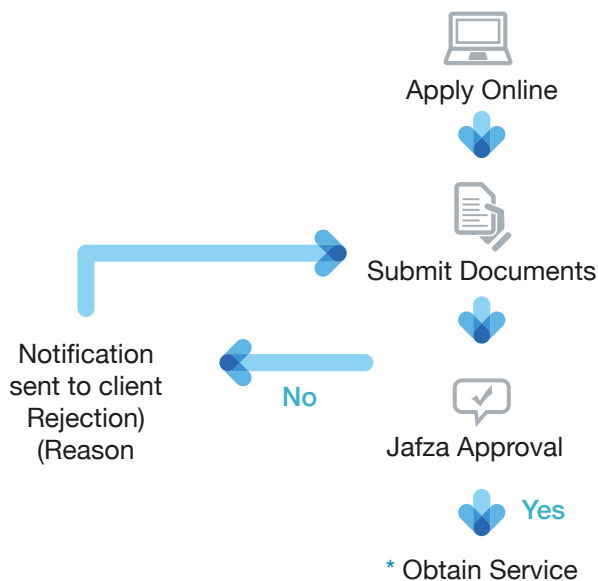 Apply Online
Submit Documents
Notification
sent to client
Rejection)
(Reason
No
Jafza Approval
Yes
* Obtain Service